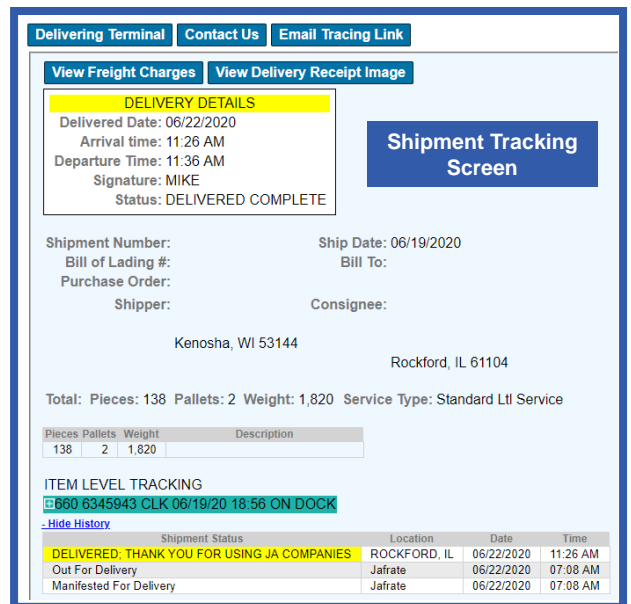 Delivering Terminal Contact Us Email Tracing Link
View Freight Charges View Delivery Receipt Image
DELIVERY DETAILS
Delivered Date: 06/22/2020
Arrival time: 11:26 AM
Departure Time: 11:36 AM
Signature: MIKE
Status: DELIVERED COMPLETE
Shipment Tracking
Screen
Shipment Number: Ship Date: 06/19/2020
Bill of Lading #: Bill To:
Purchase Order:
Shipper: Consignee:
Kenosha, WI 53144
Rockford, IL 61104
Total: Pieces: 138 Pallets: 2 Weight: 1,820 Service Type: Standard Ltl Service
Pieces Pallets Weight Description
138 2 1,820
ITEM LEVEL TRACKING
660 6345943 CLK 06/19/20 18:56 ON DOCK
- Hide History
Shipment Status Location Date Time
DELIVERED; THANK YOU FOR USING JA COMPANIES ROCKFORD, IL 06/22/2020 11:26 AM
Out For Delivery Jafrate 06/22/2020 07:08 AM
Manifested For Delivery Jafrate 06/22/2020 07:08 AM